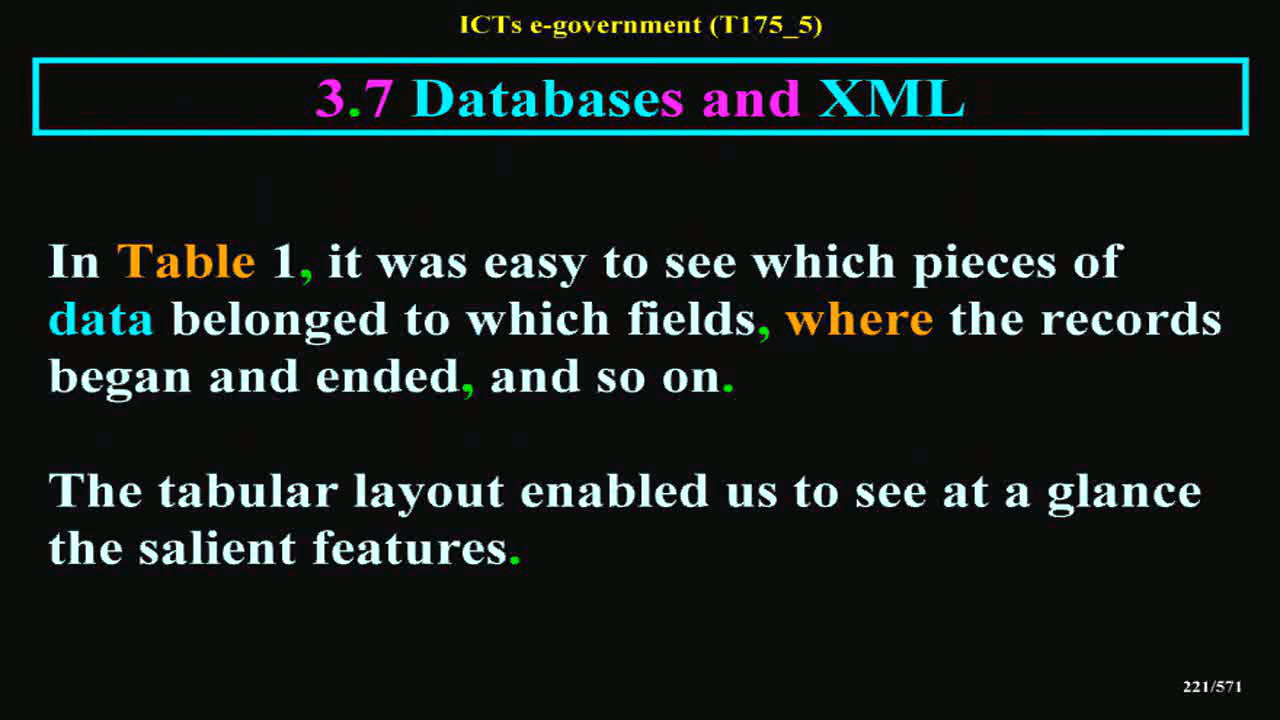 ICTs e-government (T175_5)
3.7 Databases and XML
In Table 1, it was easy to see which pieces of
data belonged to which fields, where the records
began and ended, and so on.
The tabular layout enabled us to see at a glance
the salient features.
221/571